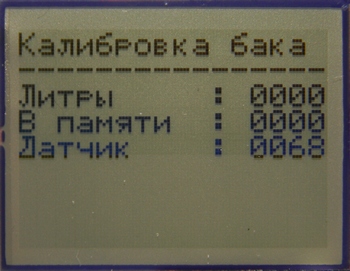 Калибровка бака
--------------------
Литры : 0000
В памяти : 0000
Датчик : 0068